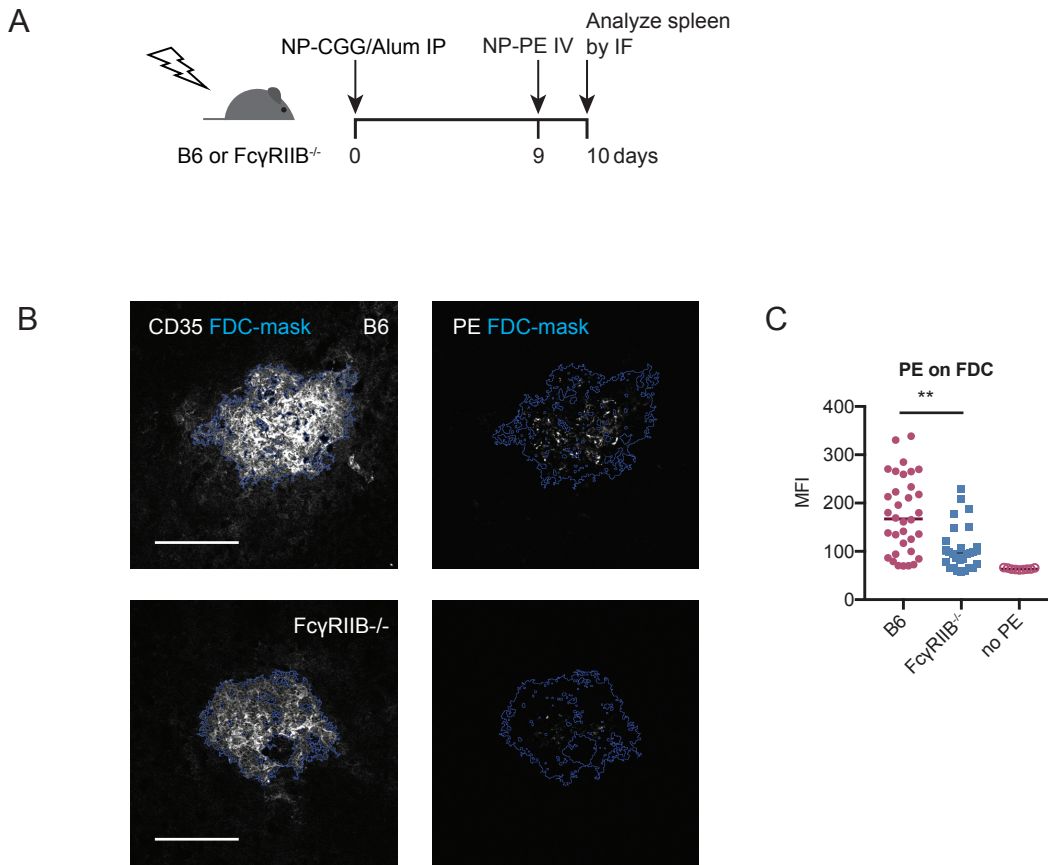 A
NP-CGG/Alum IP
NP-PE IV
Analyze spleen
by IF
B6 or FcγRIIB-/-
0
9
10 days
B
CD35 FDC-mask
B6
PE FDC-mask
FcγRIIB-/-
C
PE on FDC
**
400
300
200
100
0
MFI
B6
FcγRIIB-/-
no PE